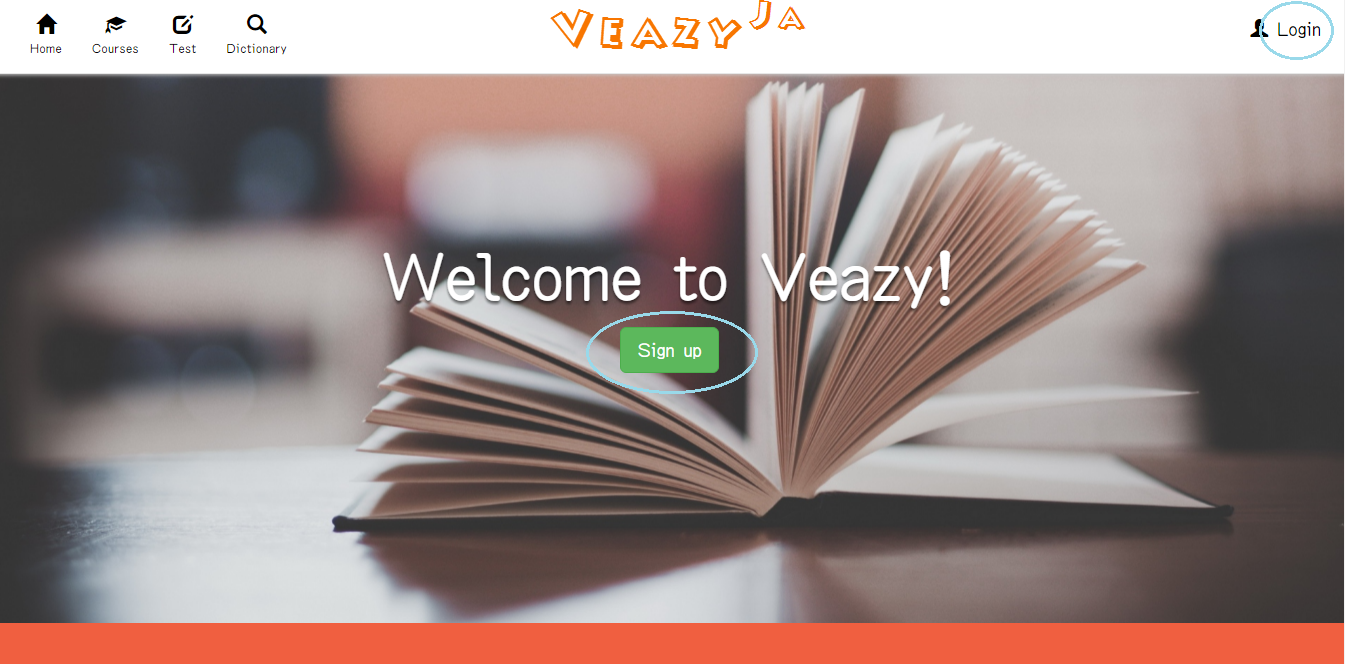 Home Courses Test Dictionary
VEAZY JA
Login
Welcome to Veazy!
Sign up